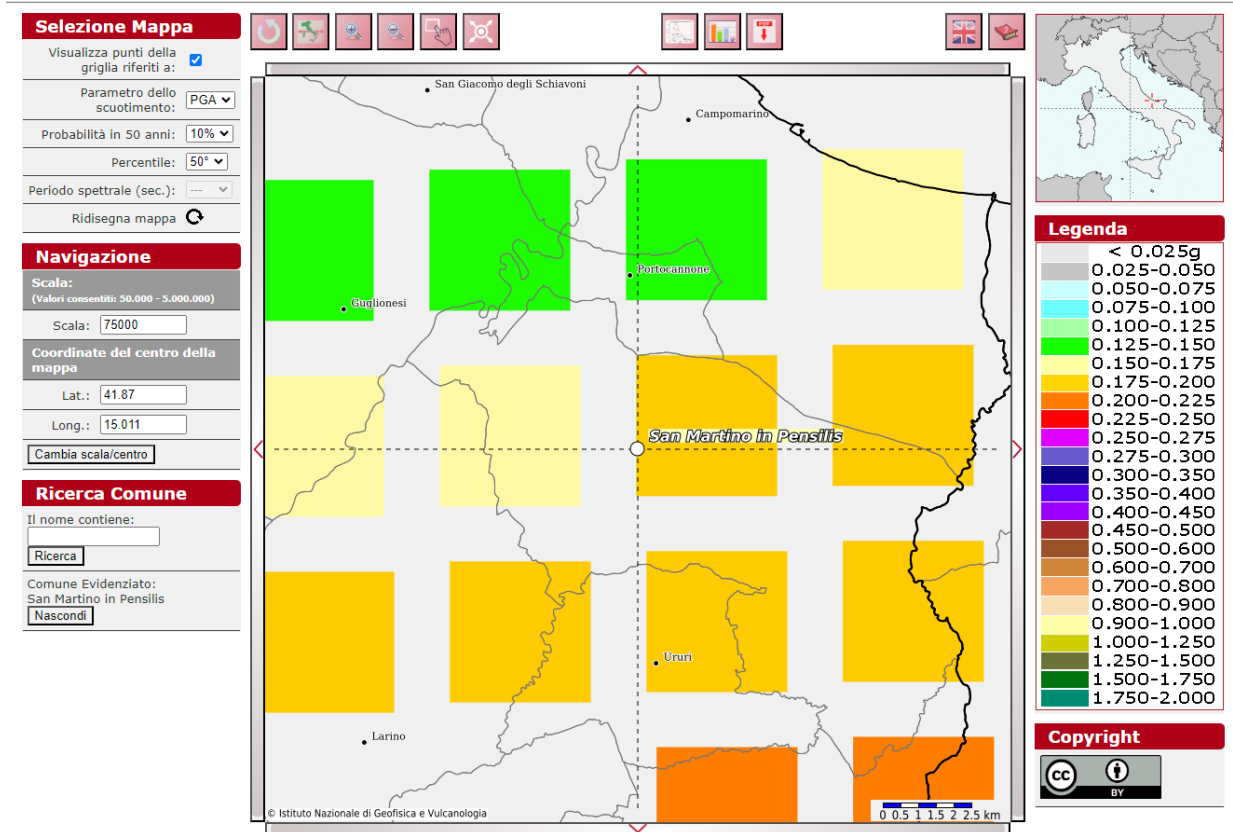 Selezione Mappa
Visualizza punti della
griglia riferiti a:
Parametro dello
scuotimento: PGA
Probabilità in 50 anni: 10%
Percentile: 50°
Periodo spettrale (sec.): ---
Ridisegna mappa
Navigazione
Scala:
(Valori consentiti: 50.000 - 5.000.000)
Scala: 75000
Coordinate del centro della
mappa
Lat.: 41.87
Long.: 15.011
Cambia scala/centro
Ricerca Comune
Il nome contiene:
Ricerca
Comune Evidenziato:
San Martino in Pensilis
Nascondi
PDF
San Giacomo degli Schiavoni
Campomarino
Portocannone
Guglionesi
San Martino in Pensilis
Ururi
Larino
© Istituto Nazionale di Geofisica e Vulcanologia
0 0.5 1 1.5 2 2.5 km
Legenda
< 0.025g
0.025-0.050
0.050-0.075
0.075-0.100
0.100-0.125
0.125-0.150
0.150-0.175
0.175-0.200
0.200-0.225
0.225-0.250
0.250-0.275
0.275-0.300
0.300-0.350
0.350-0.400
0.400-0.450
0.450-0.500
0.500-0.600
0.600-0.700
0.700-0.800
0.800-0.900
0.900-1.000
1.000-1.250
1.250-1.500
1.500-1.750
1.750-2.000
Copyright
cc
BY